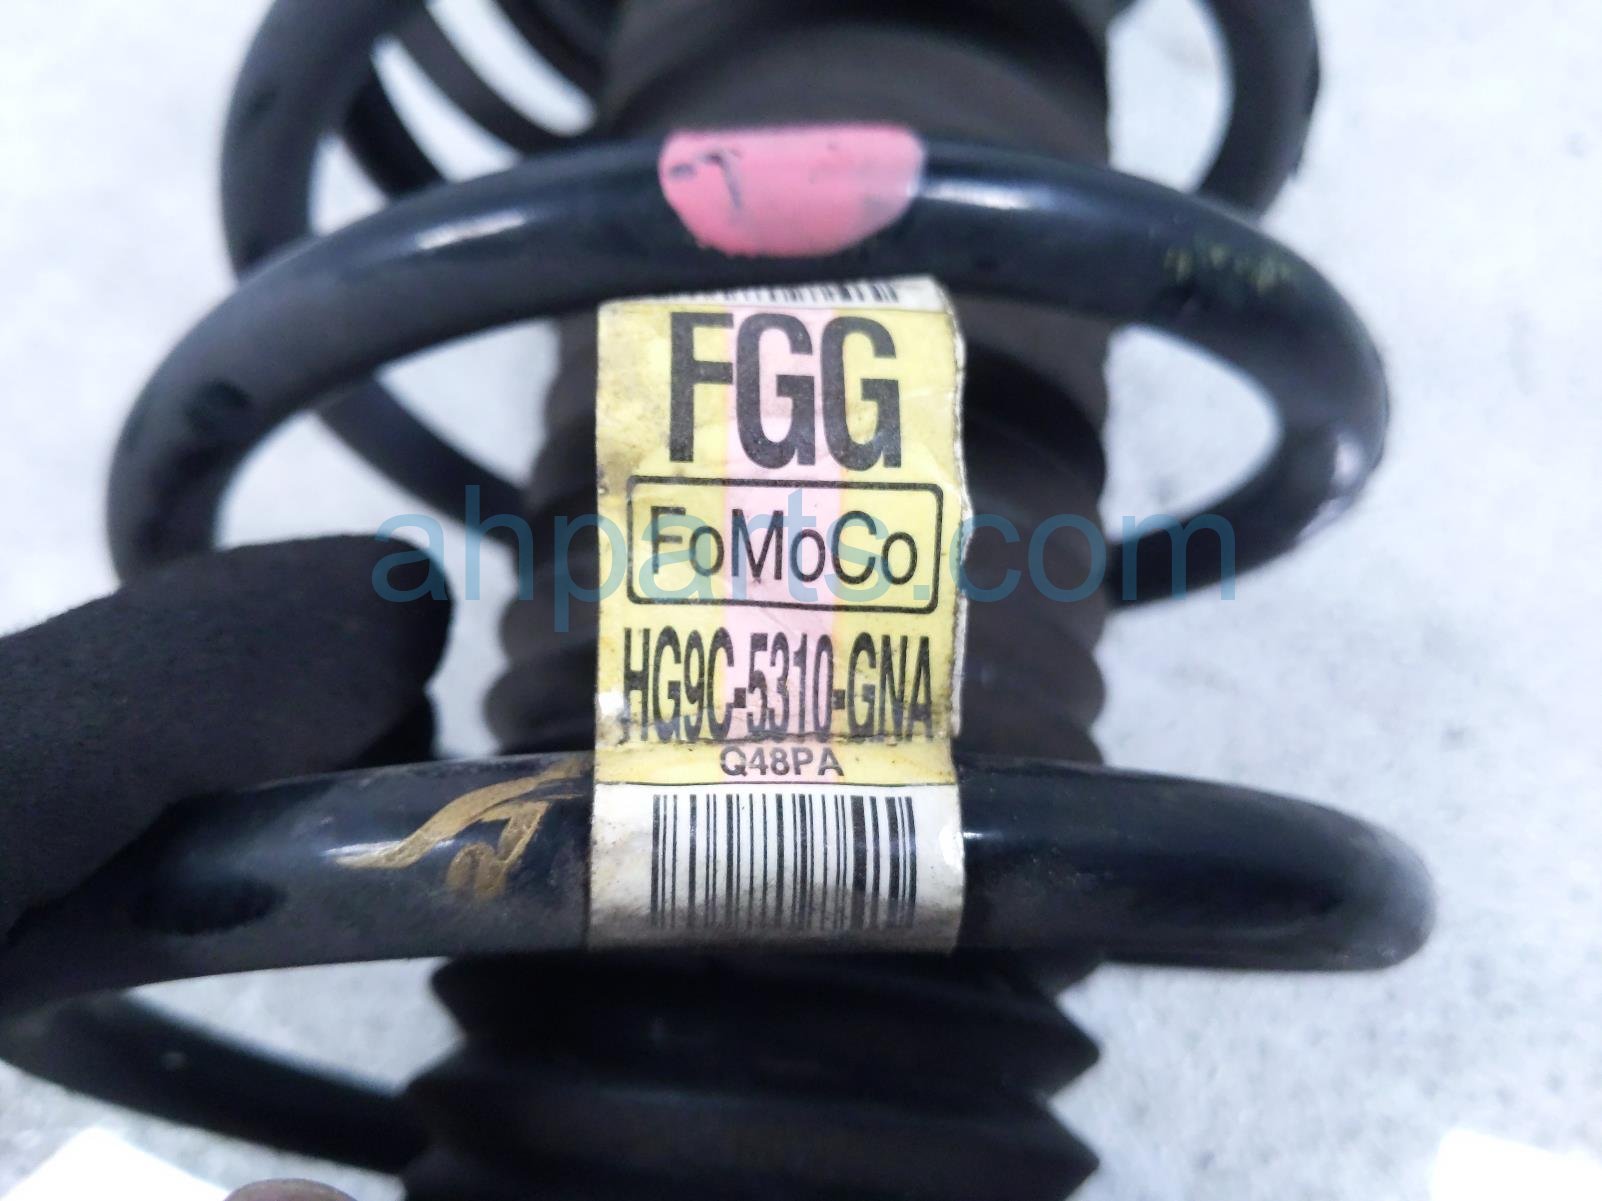 FGG
FoMoCo
ahparts.com
HG9C-5310-GNA
Q48PA